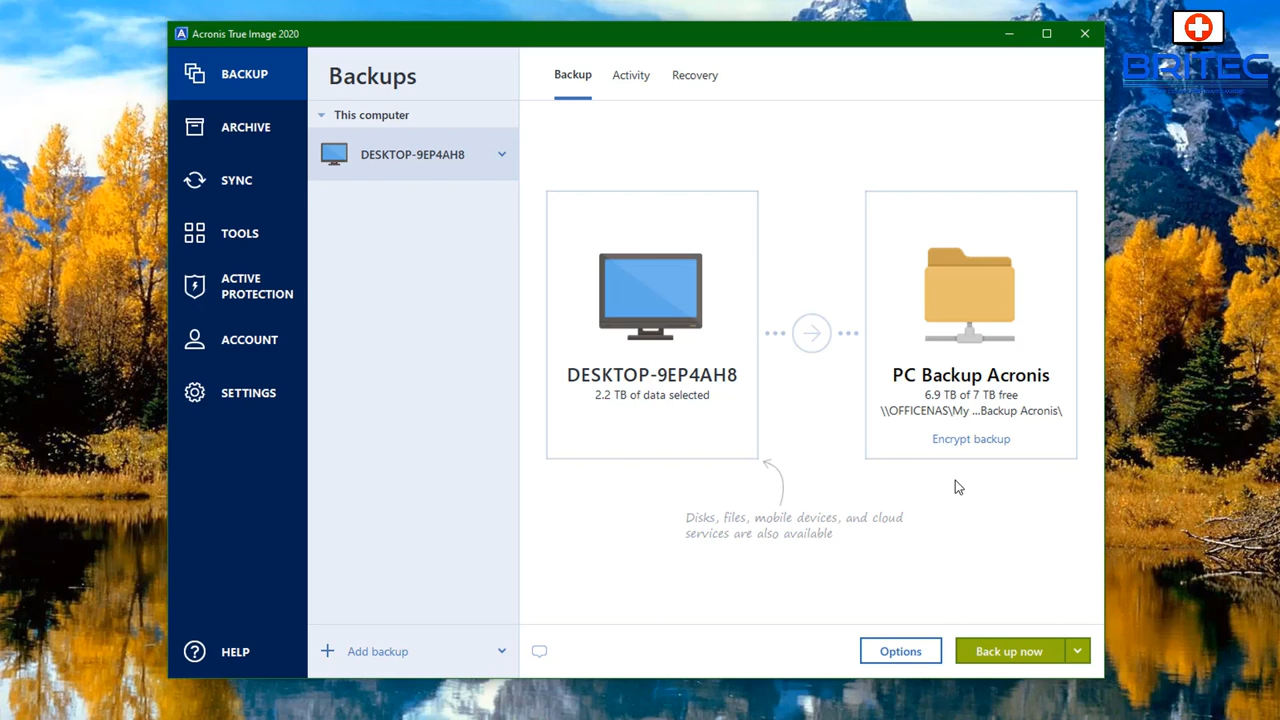 Acronis True Image 2020
BRITEC
BACKUP
ARCHIVE
SYNC
TOOLS
ACTIVE
PROTECTION
ACCOUNT
SETTINGS
HELP
Backups
This computer
DESKTOP-9EP4AH8
Add backup
Backup
Activity
Recovery
DESKTOP-9EP4AH8
2.2 TB of data selected
PC Backup Acronis
6.9 TB of 7 TB free
\\OFFICENAS\My ...Backup Acronis\
Encrypt backup
Disks, files, mobile devices, and cloud
services are also available
Options
Back up now